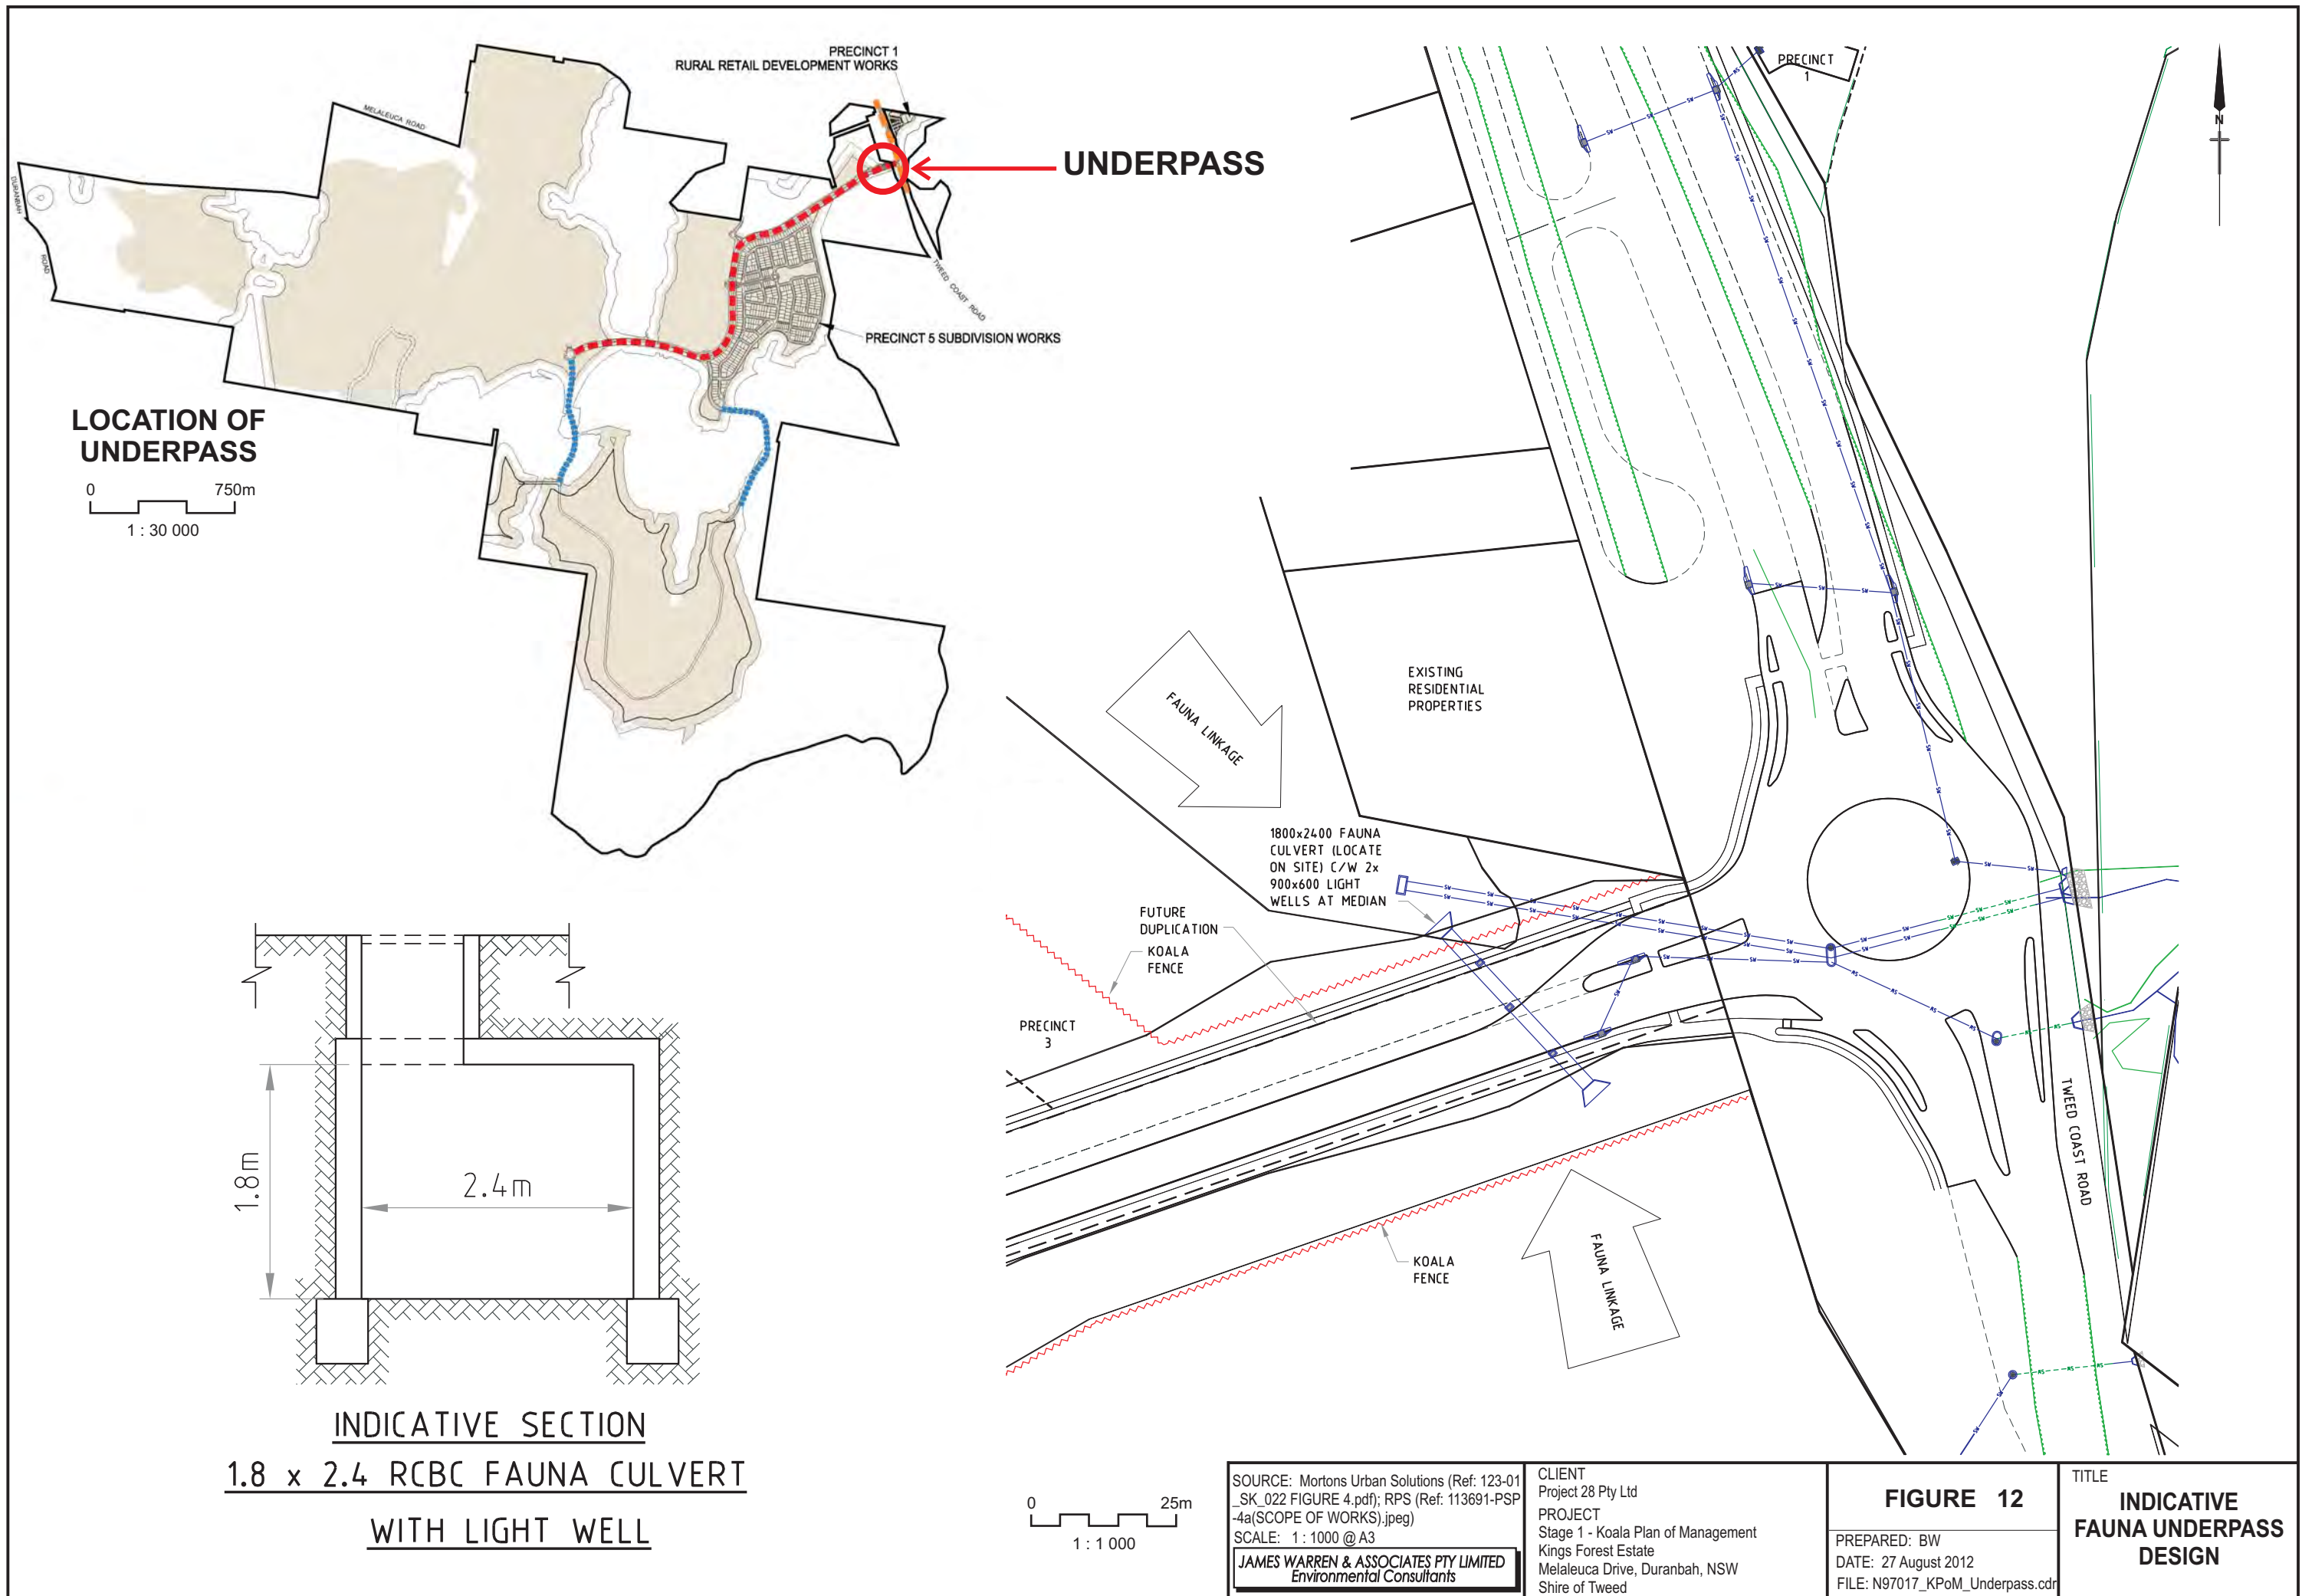 PRECINCT 1
RURAL RETAIL DEVELOPMENT WORKS
MELALEUCA ROAD
DURANBAH
ROAD
UNDERPASS
TWEED COAST ROAD
PRECINCT 5 SUBDIVISION WORKS
LOCATION OF
UNDERPASS
0 750m
1 : 30 000
PRECINCT
1
N
EXISTING
RESIDENTIAL
PROPERTIES
FAUNA LINKAGE
1800x2400 FAUNA
CULVERT (LOCATE
ON SITE) C/W 2x
900x600 LIGHT
WELLS AT MEDIAN
FUTURE
DUPLICATION
KOALA
FENCE
PRECINCT
3
TWEED COAST ROAD
KOALA
FENCE
FAUNA LINKAGE
1.8m
2.4m
INDICATIVE SECTION
1.8 x 2.4 RCBC FAUNA CULVERT
WITH LIGHT WELL
0 25m
1 : 1 000
SOURCE: Mortons Urban Solutions (Ref: 123-01
_SK_022 FIGURE 4.pdf); RPS (Ref: 113691-PSP
-4a(SCOPE OF WORKS).jpeg)
SCALE: 1 : 1000 @ A3
JAMES WARREN & ASSOCIATES PTY LIMITED
Environmental Consultants
CLIENT
Project 28 Pty Ltd
PROJECT
Stage 1 - Koala Plan of Management
Kings Forest Estate
Melaleuca Drive, Duranbah, NSW
Shire of Tweed
FIGURE 12
PREPARED: BW
DATE: 27 August 2012
FILE: N97017_KPoM_Underpass.cdr
TITLE
INDICATIVE
FAUNA UNDERPASS
DESIGN